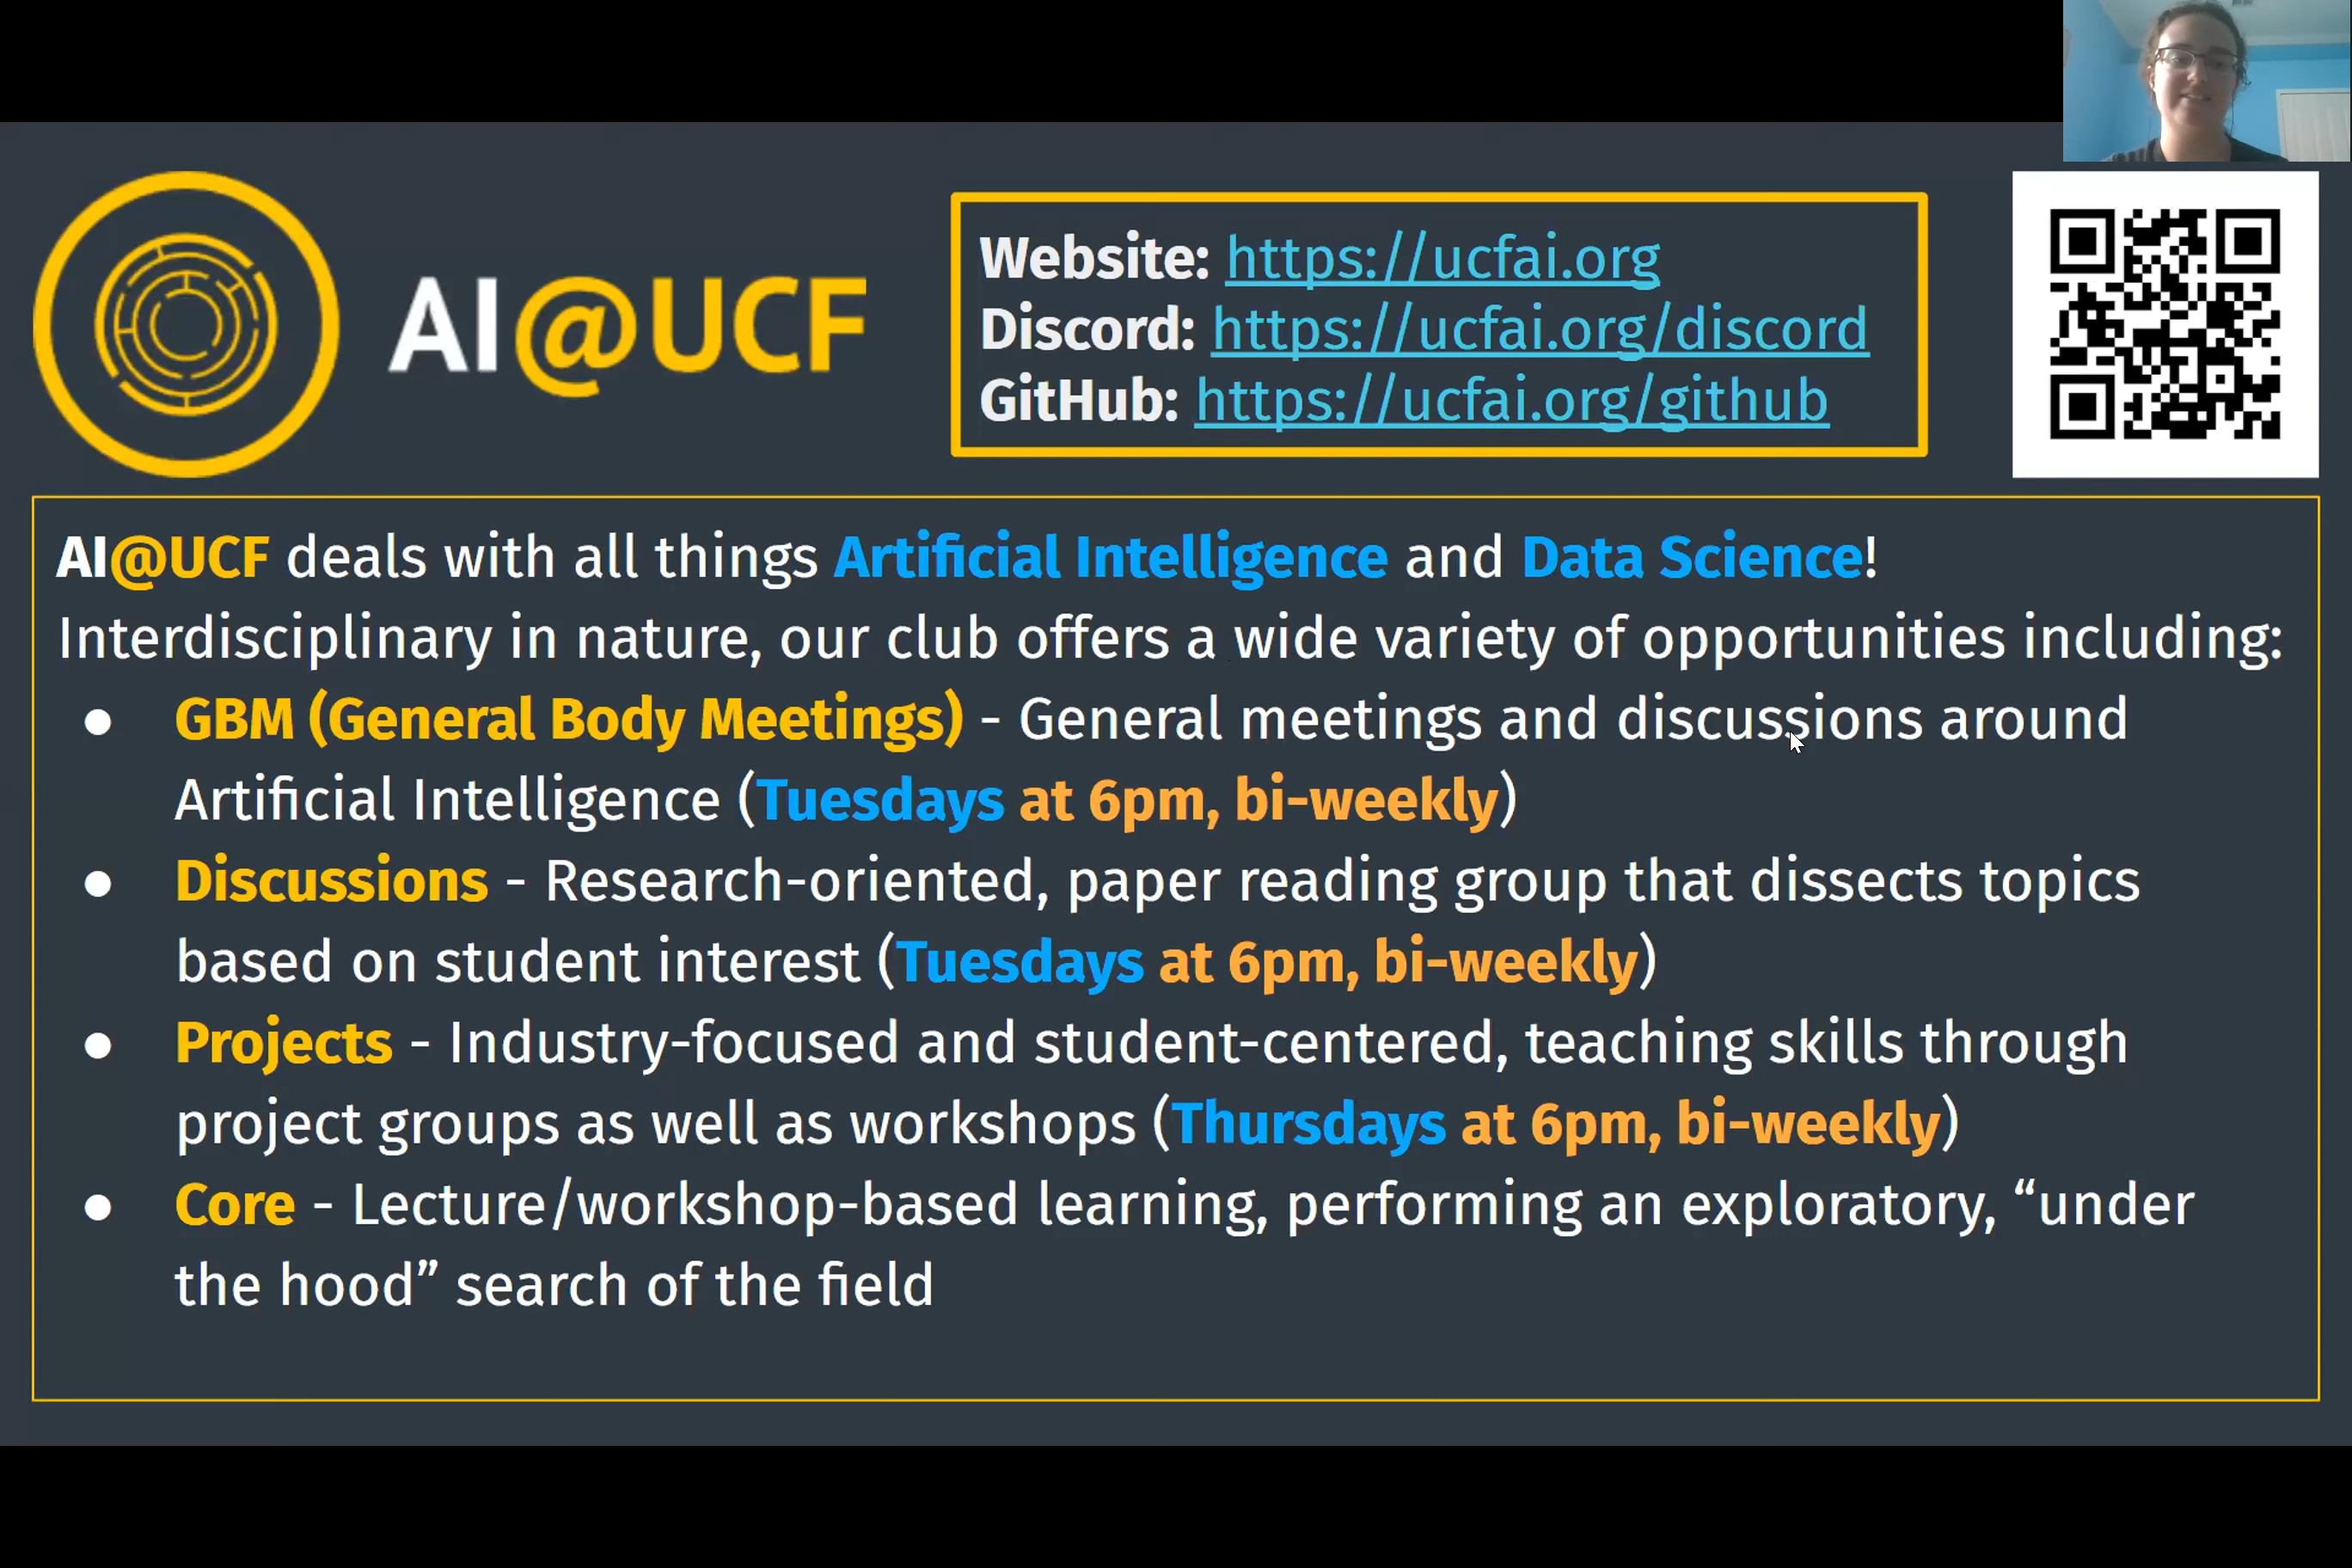 AI@UCF
Website: https://ucfai.org
Discord: https://ucfai.org/discord
GitHub: https://ucfai.org/github
AI@UCF deals with all things Artificial Intelligence and Data Science!
Interdisciplinary in nature, our club offers a wide variety of opportunities including:
● GBM (General Body Meetings) - General meetings and discussions around
Artificial Intelligence (Tuesdays at 6pm, bi-weekly)
● Discussions - Research-oriented, paper reading group that dissects topics
based on student interest (Tuesdays at 6pm, bi-weekly)
● Projects - Industry-focused and student-centered, teaching skills through
project groups as well as workshops (Thursdays at 6pm, bi-weekly)
● Core - Lecture/workshop-based learning, performing an exploratory, “under
the hood” search of the field